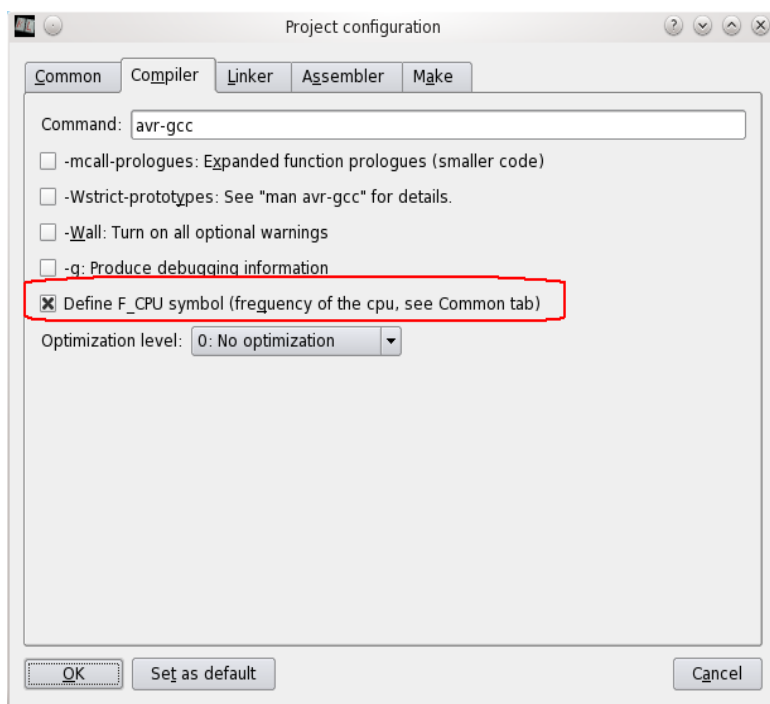 Project configuration
Common Compiler Linker Assembler Make
Command: avr-gcc
-mcall-prologues: Expanded function prologues (smaller code)
-Wstrict-prototypes: See "man avr-gcc" for details.
-Wall: Turn on all optional warnings
-g: Produce debugging information
Define F_CPU symbol (frequency of the cpu, see Common tab)
Optimization level: 0: No optimization
OK Set as default Cancel